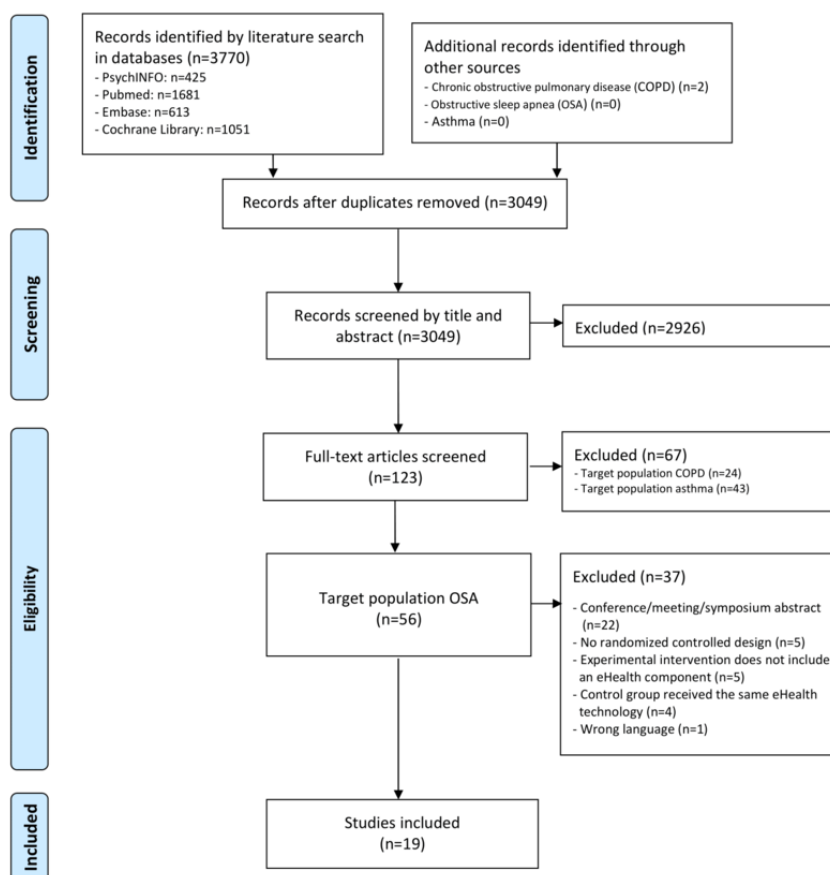 Identification
Records identified by literature search
in databases (n=3770)
- PsychINFO: n=425
- Pubmed: n=1681
- Embase: n=613
- Cochrane Library: n=1051
Additional records identified through
other sources
- Chronic obstructive pulmonary disease (COPD) (n=2)
- Obstructive sleep apnea (OSA) (n=0)
- Asthma (n=0)
Records after duplicates removed (n=3049)
Screening
Records screened by title and
abstract (n=3049)
Excluded (n=2926)
Eligibility
Full-text articles screened
(n=123)
Excluded (n=67)
- Target population COPD (n=24)
- Target population asthma (n=43)
Target population OSA
(n=56)
Excluded (n=37)
- Conference/meeting/symposium abstract
(n=22)
- No randomized controlled design (n=5)
- Experimental intervention does not include
an eHealth component (n=5)
- Control group received the same eHealth
technology (n=4)
- Wrong language (n=1)
Included
Studies included
(n=19)